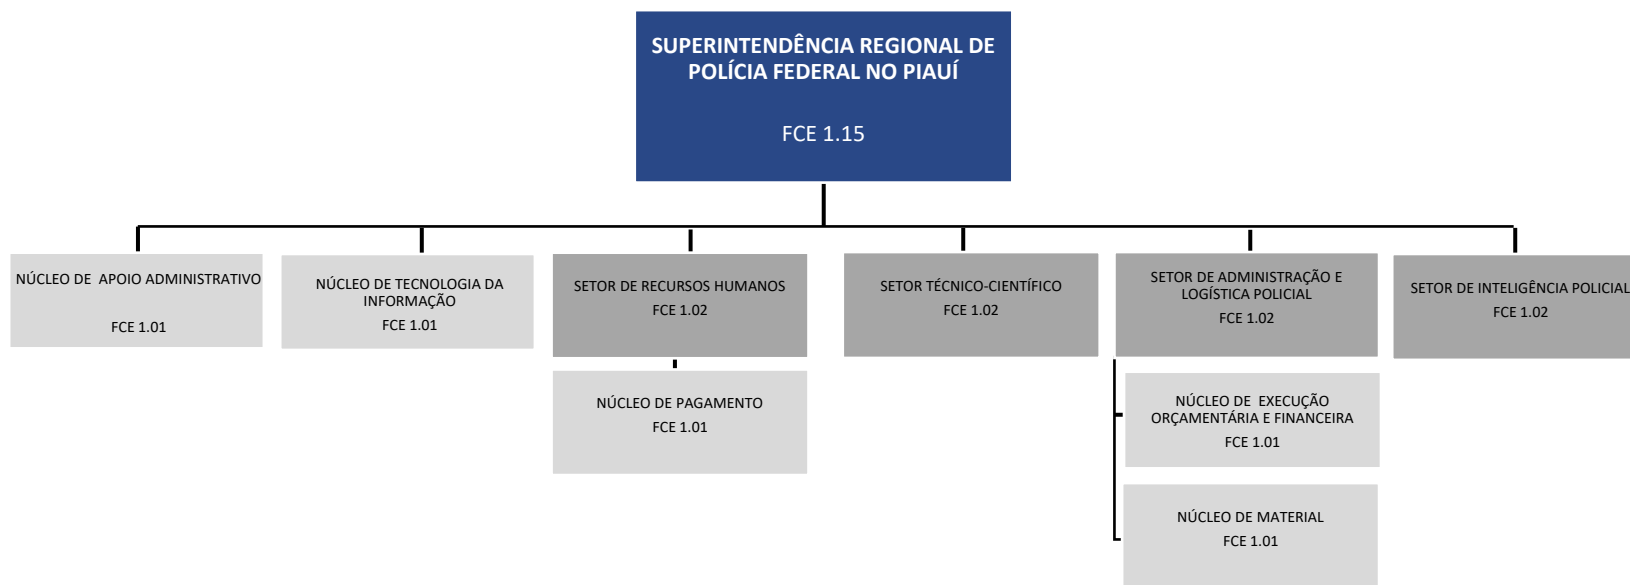 SUPERINTENDÊNCIA REGIONAL DE
POLÍCIA FEDERAL NO PIAUÍ
FCE 1.15
NÚCLEO DE  APOIO ADMINISTRATIVO
FCE 1.01
NÚCLEO DE TECNOLOGIA DA
INFORMAÇÃO
FCE 1.01
SETOR DE RECURSOS HUMANOS
FCE 1.02
SETOR TÉCNICO-CIENTÍFICO
FCE 1.02
SETOR DE ADMINISTRAÇÃO E
LOGÍSTICA POLICIAL
FCE 1.02
SETOR DE INTELIGÊNCIA POLICIAL
FCE 1.02
NÚCLEO DE PAGAMENTO
FCE 1.01
NÚCLEO DE  EXECUÇÃO
ORÇAMENTÁRIA E FINANCEIRA
FCE 1.01
NÚCLEO DE MATERIAL
FCE 1.01